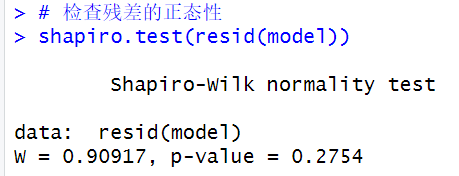 > # 检查残差的正态性
> shapiro.test(resid(model))
Shapiro-Wilk normality test
data:  resid(model)
W = 0.90917, p-value = 0.2754